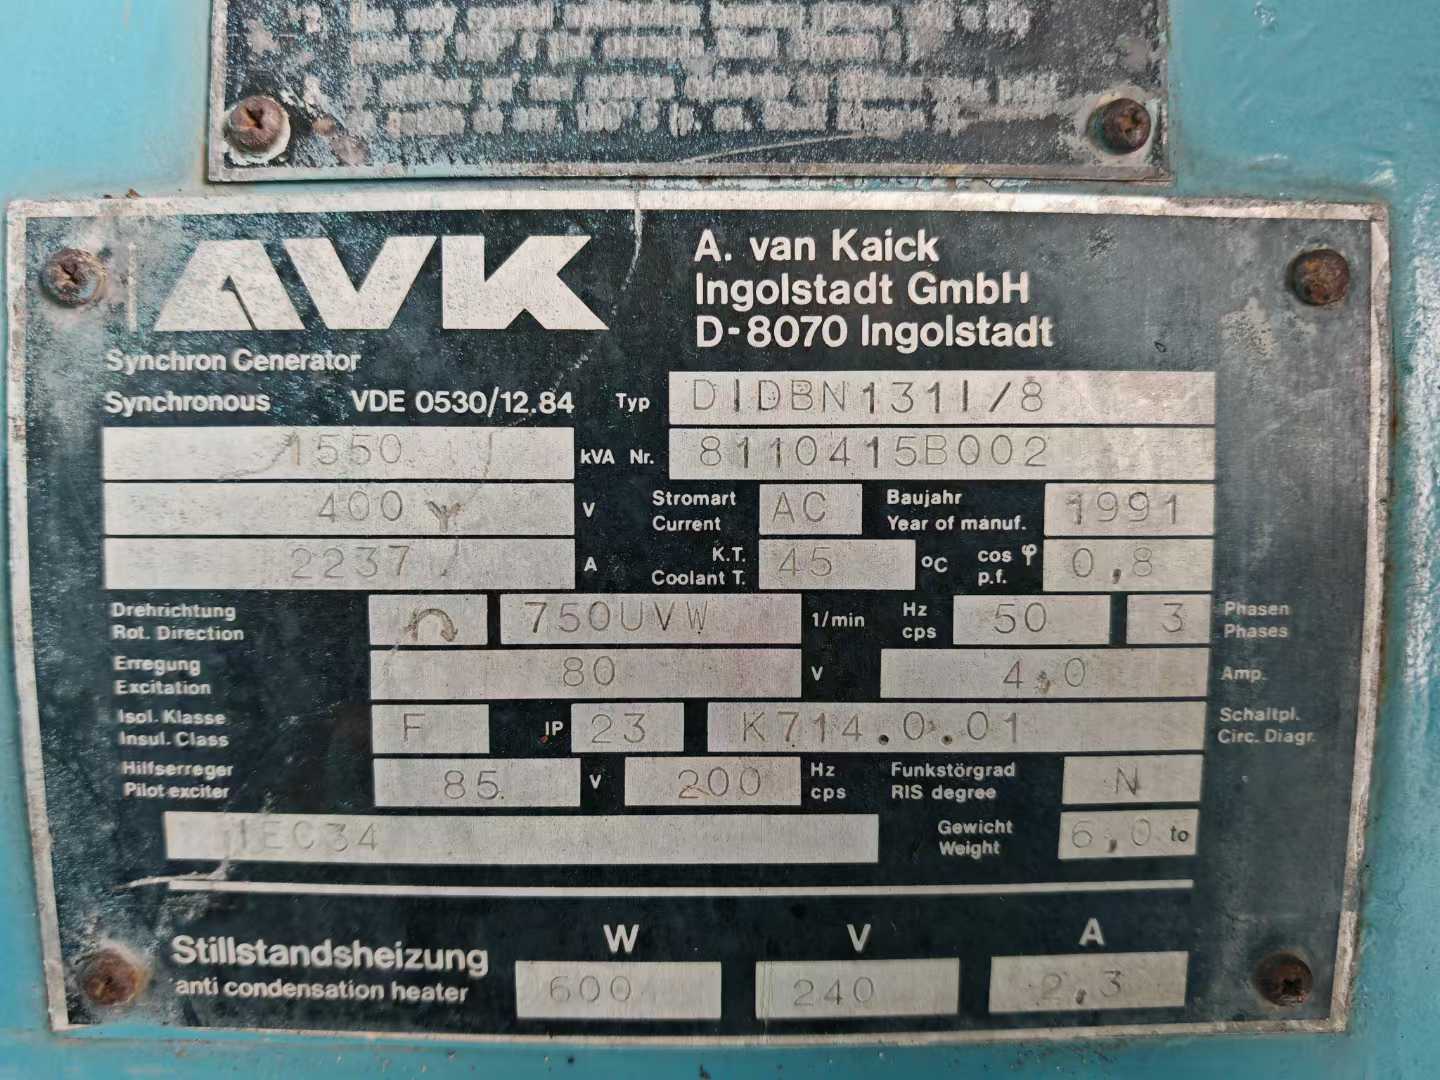 AVK
A. van Kaick
Ingolstadt GmbH
D-8070 Ingolstadt
Synchron Generator
Synchronous VDE 0530/12.84 Typ DIDBN131I/8
1550 kVA Nr. 8110415B002
400 Y V Stromart Current AC Baujahr Year of manuf. 1991
2237 A K.T. Coolant T. 45 °C cos φ p.f. 0,8
Drehrichtung Rot. Direction 750UVW 1/min Hz cps 50 3 Phasen Phases
Erregung Excitation 80 V 4,0 Amp.
Isol. Klasse Insul. Class F IP 23 K714.0.01 Schaltpl. Circ. Diagr.
Hilfserreger Pilot exciter 85 V 200 Hz cps Funkstörgrad RIS degree N
IEC34 Gewicht Weight 6,0 to
W V A
Stillstandsheizung anti condensation heater 600 240 2,3